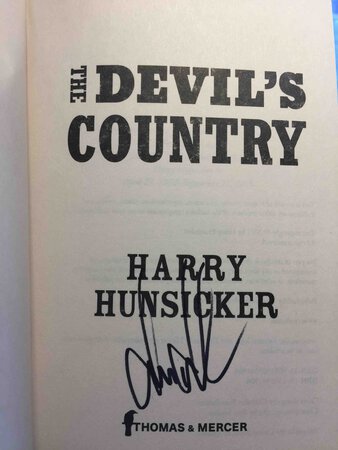 THE DEVIL'S
COUNTRY
HARRY
HUNSICKER
THOMAS & MERCER